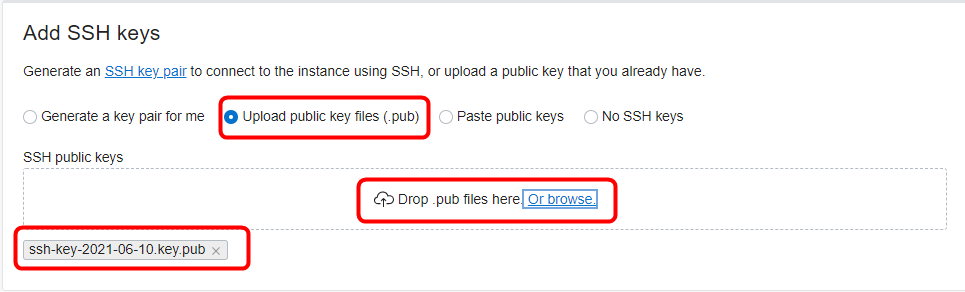 Add SSH keys
Generate an SSH key pair to connect to the instance using SSH, or upload a public key that you already have.
Generate a key pair for me Upload public key files (.pub) Paste public keys No SSH keys
SSH public keys
Drop .pub files here. Or browse.
ssh-key-2021-06-10.key.pub ×